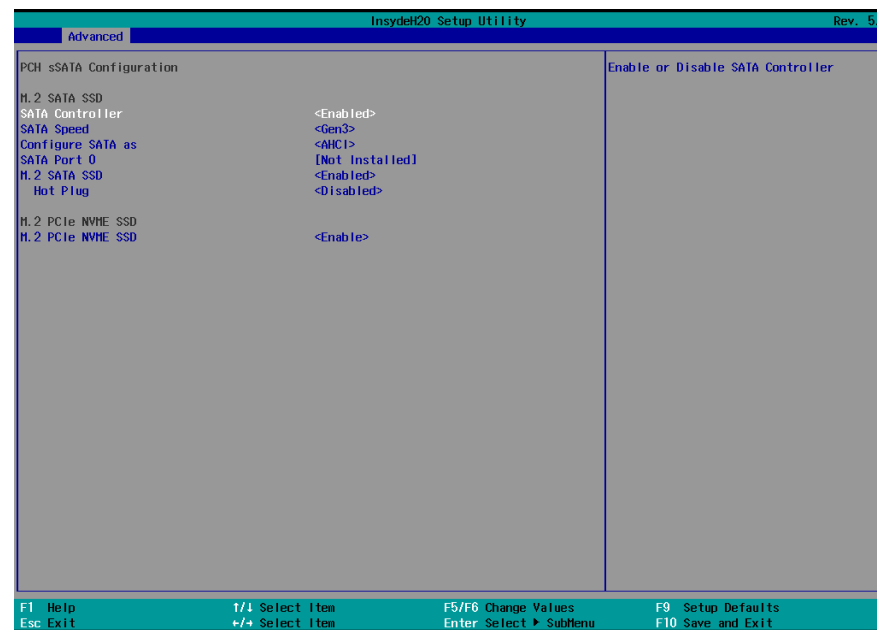 InsydeH20 Setup Utility Rev. 5.
Advanced
PCH sSATA Configuration
Enable or Disable SATA Controller
M.2 SATA SSD
SATA Controller <Enabled>
SATA Speed <Gen3>
Configure SATA as <AHCI>
SATA Port 0 [Not Installed]
M.2 SATA SSD <Enabled>
Hot Plug <Disabled>
M.2 PCIe NVME SSD
M.2 PCIe NVME SSD <Enable>
F1 Help ↑/↓ Select Item F5/F6 Change Values F9 Setup Defaults
Esc Exit ←/→ Select Item Enter Select ▶ SubMenu F10 Save and Exit